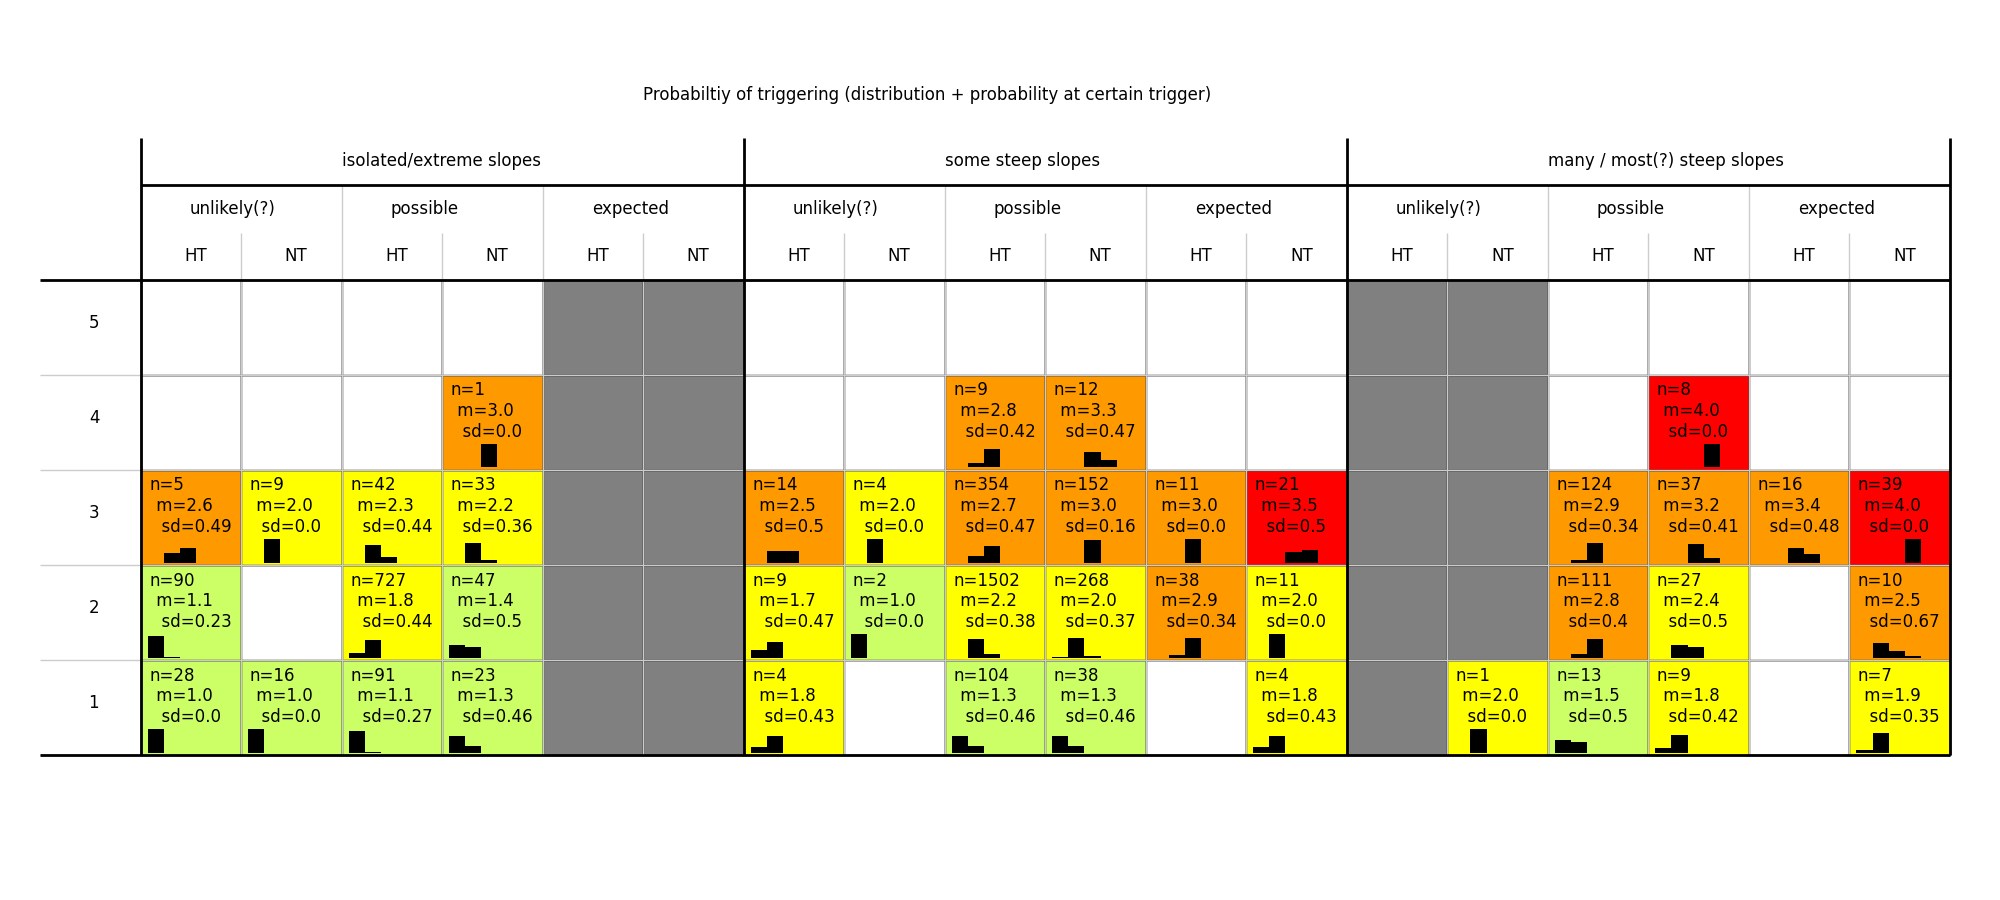 Probabiltiy of triggering (distribution + probability at certain trigger)
isolated/extreme slopes some steep slopes many / most(?) steep slopes
unlikely(?) possible expected unlikely(?) possible expected unlikely(?) possible expected
HT NT HT NT HT NT HT NT HT NT HT NT HT NT HT NT HT NT
5
n=1 n=9 n=12 n=8
4 m=3.0 m=2.8 m=3.3 m=4.0
sd=0.0 sd=0.42 sd=0.47 sd=0.0
n=5 n=9 n=42 n=33 n=14 n=4 n=354 n=152 n=11 n=21 n=124 n=37 n=16 n=39
3 m=2.6 m=2.0 m=2.3 m=2.2 m=2.5 m=2.0 m=2.7 m=3.0 m=3.0 m=3.5 m=2.9 m=3.2 m=3.4 m=4.0
sd=0.49 sd=0.0 sd=0.44 sd=0.36 sd=0.5 sd=0.0 sd=0.47 sd=0.16 sd=0.0 sd=0.5 sd=0.34 sd=0.41 sd=0.48 sd=0.0
n=90 n=727 n=47 n=9 n=2 n=1502 n=268 n=38 n=11 n=111 n=27 n=10
2 m=1.1 m=1.8 m=1.4 m=1.7 m=1.0 m=2.2 m=2.0 m=2.9 m=2.0 m=2.8 m=2.4 m=2.5
sd=0.23 sd=0.44 sd=0.5 sd=0.47 sd=0.0 sd=0.38 sd=0.37 sd=0.34 sd=0.0 sd=0.4 sd=0.5 sd=0.67
n=28 n=16 n=91 n=23 n=4 n=104 n=38 n=4 n=1 n=13 n=9 n=7
1 m=1.0 m=1.0 m=1.1 m=1.3 m=1.8 m=1.3 m=1.3 m=1.8 m=2.0 m=1.5 m=1.8 m=1.9
sd=0.0 sd=0.0 sd=0.27 sd=0.46 sd=0.43 sd=0.46 sd=0.46 sd=0.43 sd=0.0 sd=0.5 sd=0.42 sd=0.35